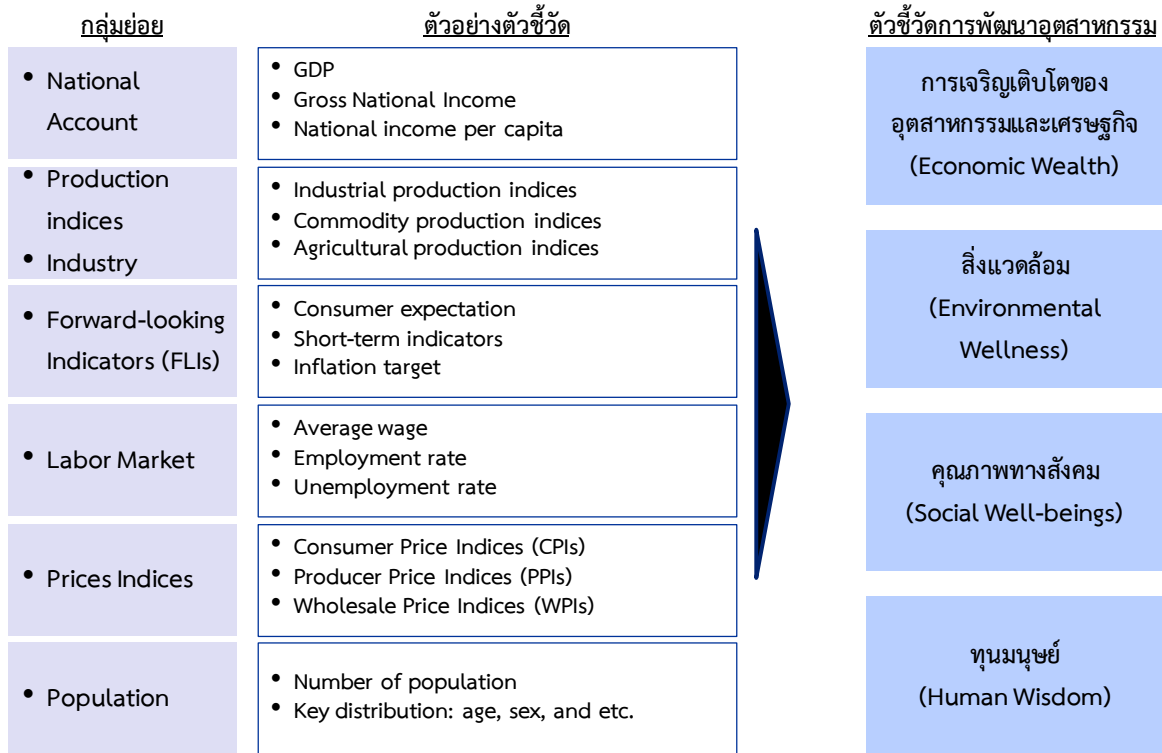 กลุ่มย่อย
ตัวอย่างตัวชี้วัด
ตัวชี้วัดการพัฒนาอุตสาหกรรม
• National
Account
• GDP
• Gross National Income
• National income per capita
• Production
indices
• Industry
• Industrial production indices
• Commodity production indices
• Agricultural production indices
• Forward-looking
Indicators (FLIs)
• Consumer expectation
• Short-term indicators
• Inflation target
• Labor Market
• Average wage
• Employment rate
• Unemployment rate
• Prices Indices
• Consumer Price Indices (CPIs)
• Producer Price Indices (PPIs)
• Wholesale Price Indices (WPIs)
• Population
• Number of population
• Key distribution: age, sex, and etc.
การเจริญเติบโตของ
อุตสาหกรรมและเศรษฐกิจ
(Economic Wealth)
สิ่งแวดล้อม
(Environmental
Wellness)
คุณภาพทางสังคม
(Social Well-beings)
ทุนมนุษย์
(Human Wisdom)